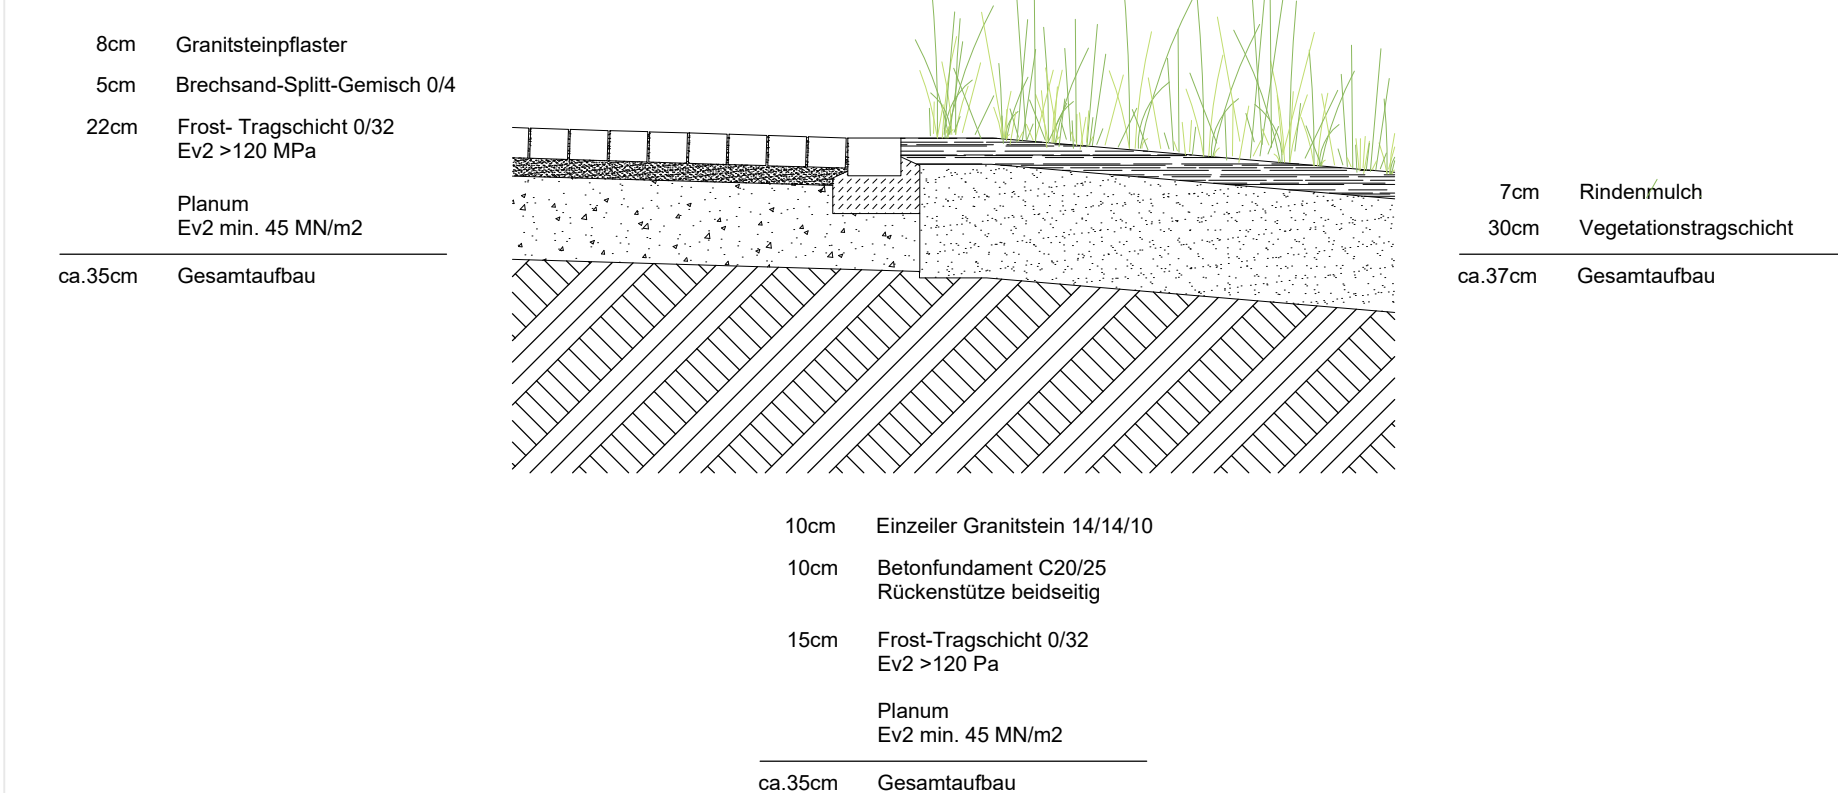 8cm Granitsteinpflaster
5cm Brechsand-Splitt-Gemisch 0/4
22cm Frost- Tragschicht 0/32
Ev2 >120 MPa
Planum
Ev2 min. 45 MN/m2
ca.35cm Gesamtaufbau
7cm Rindenmulch
30cm Vegetationstragschicht
ca.37cm Gesamtaufbau
10cm Einzeiler Granitstein 14/14/10
10cm Betonfundament C20/25
Rückenstütze beidseitig
15cm Frost-Tragschicht 0/32
Ev2 >120 Pa
Planum
Ev2 min. 45 MN/m2
ca.35cm Gesamtaufbau